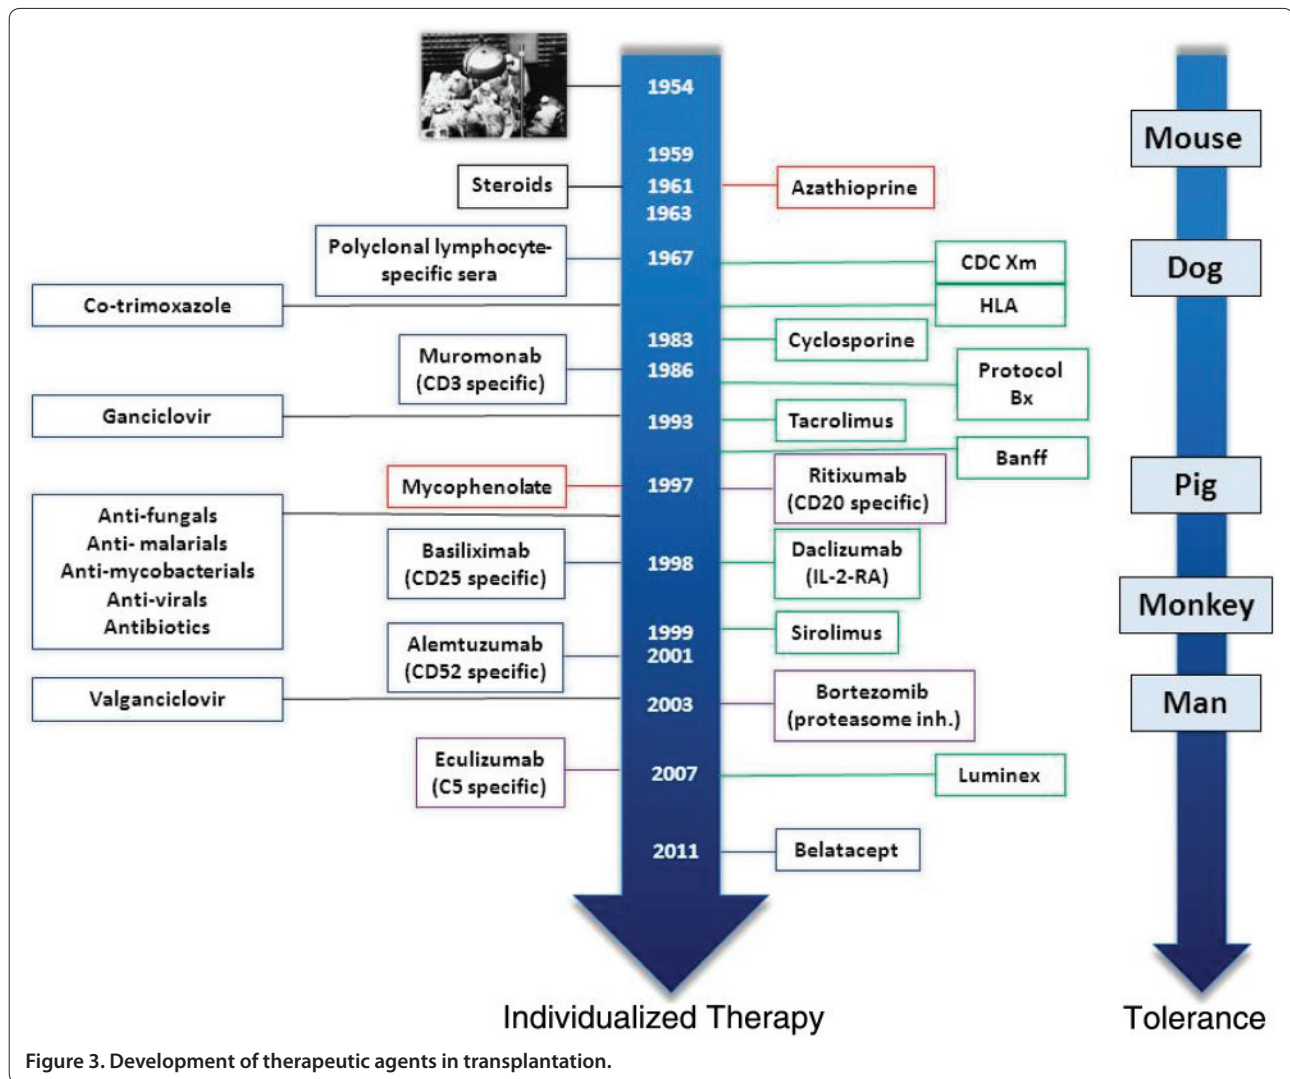 1954
Mouse
1959
Steroids
1961
Azathioprine
1963
Polyclonal lymphocyte-
specific sera
1967
CDC Xm
Dog
Co-trimoxazole
HLA
1983
Cyclosporine
Muromonab
(CD3 specific)
1986
Protocol
Bx
Ganciclovir
1993
Tacrolimus
Banff
Mycophenolate
1997
Ritixumab
(CD20 specific)
Pig
Anti-fungals
Anti- malarials
Anti-mycobacterials
Anti-virals
Antibiotics
Basiliximab
(CD25 specific)
1998
Daclizumab
(IL-2-RA)
Monkey
1999
Sirolimus
Alemtuzumab
(CD52 specific)
2001
Valganciclovir
2003
Bortezomib
(proteasome inh.)
Man
Eculizumab
(C5 specific)
2007
Luminex
2011
Belatacept
Individualized Therapy
Tolerance
Figure 3. Development of therapeutic agents in transplantation.